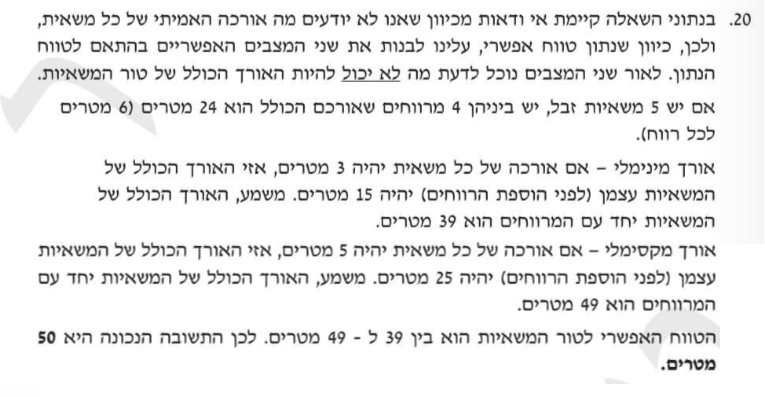 20. בנתוני השאלה קיימת אי ודאות מכיוון שאנו לא יודעים מה אורכה האמיתי של כל משאית,
ולכן, כיוון שנתון טווח אפשרי, עלינו לבנות את שני המצבים האפשריים בהתאם לטווח
הנתון. לאור שני המצבים נוכל לדעת מה לא יכול להיות האורך הכולל של טור המשאיות.
אם יש 5 משאיות זבל, יש ביניהן 4 מרווחים שאורכם הכולל הוא 24 מטרים (6 מטרים
לכל רווח).
אורך מינימלי – אם אורכה של כל משאית יהיה 3 מטרים, אזי האורך הכולל של
המשאיות עצמן (לפני הוספת הרווחים) יהיה 15 מטרים. משמע, האורך הכולל של
המשאיות יחד עם המרווחים הוא 39 מטרים.
אורך מקסימלי – אם אורכה של כל משאית יהיה 5 מטרים, אזי האורך הכולל של המשאיות
עצמן (לפני הוספת הרווחים) יהיה 25 מטרים. משמע, האורך הכולל של המשאיות יחד עם
המרווחים הוא 49 מטרים.
הטווח האפשרי לטור המשאיות הוא בין 39 ל - 49 מטרים. לכן התשובה הנכונה היא 50
מטרים.